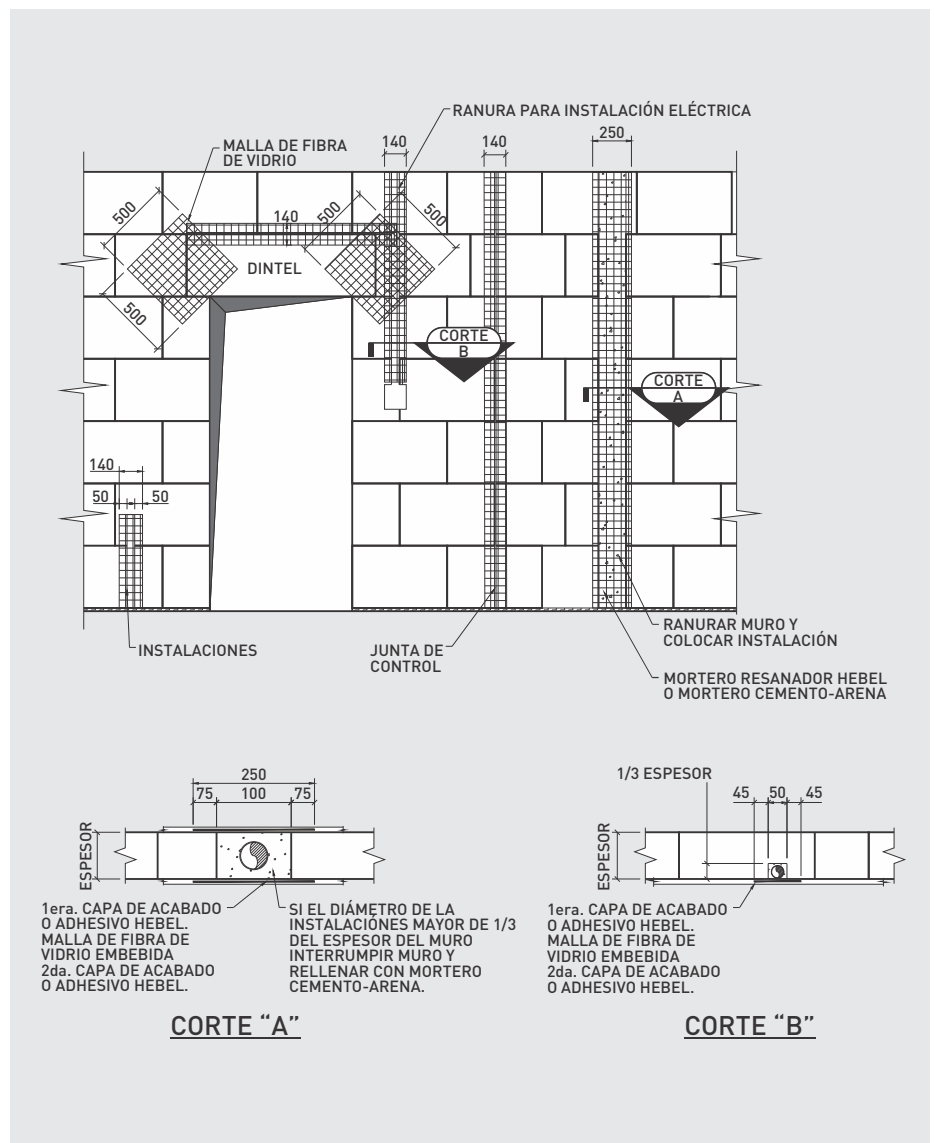 RANURA PARA INSTALACIÓN ELÉCTRICA
MALLA DE FIBRA
DE VIDRIO
140
140
250
500
140
500
500
DINTEL
500
CORTE
B
CORTE
A
140
50
50
INSTALACIONES
JUNTA DE
CONTROL
RANURAR MURO Y
COLOCAR INSTALACIÓN
MORTERO RESANADOR HEBEL
O MORTERO CEMENTO-ARENA
250
75
100
75
ESPESOR
1era. CAPA DE ACABADO
O ADHESIVO HEBEL.
MALLA DE FIBRA DE
VIDRIO EMBEBIDA
2da. CAPA DE ACABADO
O ADHESIVO HEBEL.
SI EL DIÁMETRO DE LA
INSTALACIÓNES MAYOR DE 1/3
DEL ESPESOR DEL MURO
INTERRUMPIR MURO Y
RELLENAR CON MORTERO
CEMENTO-ARENA.
CORTE “A”
1/3 ESPESOR
45
50
45
ESPESOR
1era. CAPA DE ACABADO
O ADHESIVO HEBEL.
MALLA DE FIBRA DE
VIDRIO EMBEBIDA
2da. CAPA DE ACABADO
O ADHESIVO HEBEL.
CORTE “B”